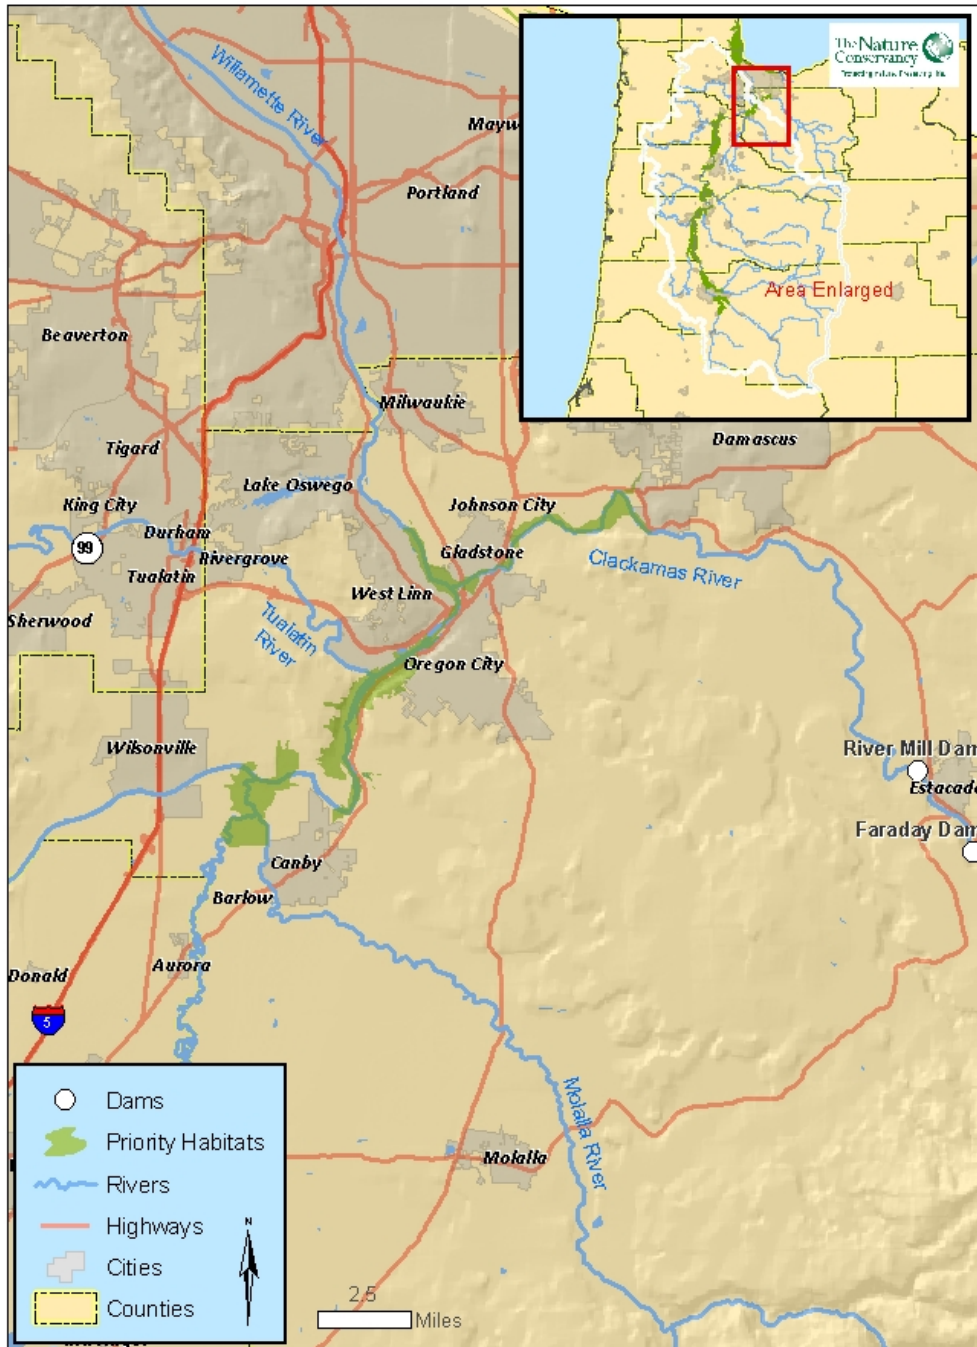 Willamette River
The Nature
Conservancy
Area Enlarged
Mayw
Portland
Beaverton
Milwaukie
Tigard
Damascus
Lake Oswego
King City
Johnson City
99
Durham
Rivergrove
Gladstone
Clackamas River
Tualatin
West Linn
Sherwood
Tualatin
River
Oregon City
Wilsonville
River Mill Dam
Estacade
Faraday Dam
Canby
Barlow
Aurora
Donald
5
Molalla River
Molalla
Dams
Priority Habitats
Rivers
Highways
Cities
Counties
N
2.5
Miles